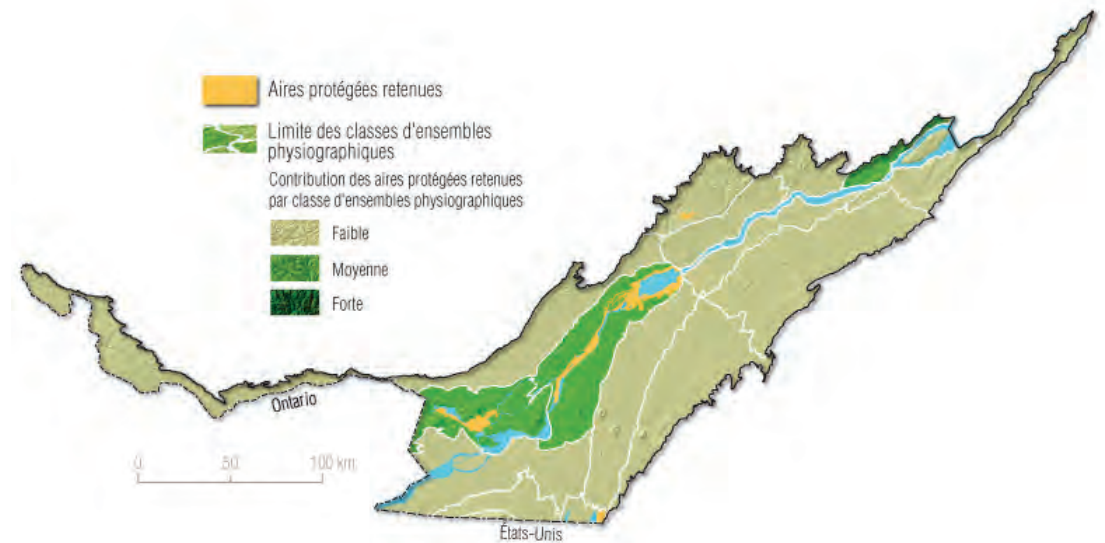 Aires protégées retenues
Limite des classes d'ensembles
physiographiques
Contribution des aires protégées retenues
par classe d'ensembles physiographiques
Faible
Moyenne
Forte
Ontario
0 50 100 km
États-Unis